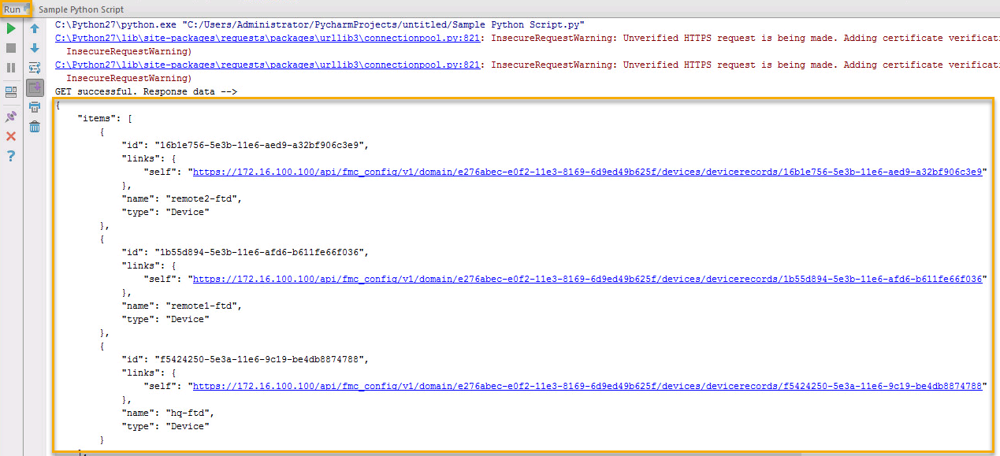 Run Sample Python Script
C:\Python27\python.exe "C:/Users/Administrator/PycharmProjects/untitled/Sample Python Script.py"
C:\Python27\lib\site-packages\requests\packages\urllib3\connectionpool.py:821: InsecureRequestWarning: Unverified HTTPS request is being made. Adding certificate verificati
InsecureRequestWarning)
C:\Python27\lib\site-packages\requests\packages\urllib3\connectionpool.py:821: InsecureRequestWarning: Unverified HTTPS request is being made. Adding certificate verificati
InsecureRequestWarning)
GET successful. Response data -->
{
    "items": [
        {
            "id": "16b1e756-5e3b-11e6-aed9-a32bf906c3e9",
            "links": {
                "self": "https://172.16.100.100/api/fmc_config/v1/domain/e276abec-e0f2-11e3-8169-6d9ed49b625f/devices/devicerecords/16b1e756-5e3b-11e6-aed9-a32bf906c3e9"
            },
            "name": "remote2-ftd",
            "type": "Device"
        },
        {
            "id": "1b55d894-5e3b-11e6-afd6-b611fe66f036",
            "links": {
                "self": "https://172.16.100.100/api/fmc_config/v1/domain/e276abec-e0f2-11e3-8169-6d9ed49b625f/devices/devicerecords/1b55d894-5e3b-11e6-afd6-b611fe66f036"
            },
            "name": "remote1-ftd",
            "type": "Device"
        },
        {
            "id": "f5424250-5e3a-11e6-9c19-be4db8874788",
            "links": {
                "self": "https://172.16.100.100/api/fmc_config/v1/domain/e276abec-e0f2-11e3-8169-6d9ed49b625f/devices/devicerecords/f5424250-5e3a-11e6-9c19-be4db8874788"
            },
            "name": "hq-ftd",
            "type": "Device"
        }
    ],